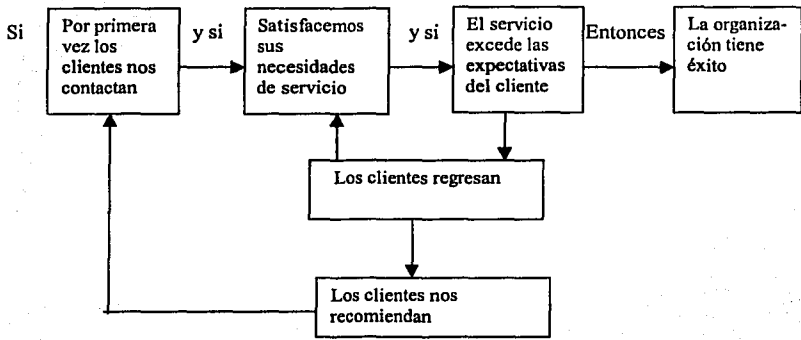 Si
Por primera
vez los
clientes nos
contactan
y si
Satisfacemos
sus
necesidades
de servicio
y si
El servicio
excede las
expectativas
del cliente
Entonces
La organiza-
ción tiene
éxito
Los clientes regresan
Los clientes nos
recomiendan